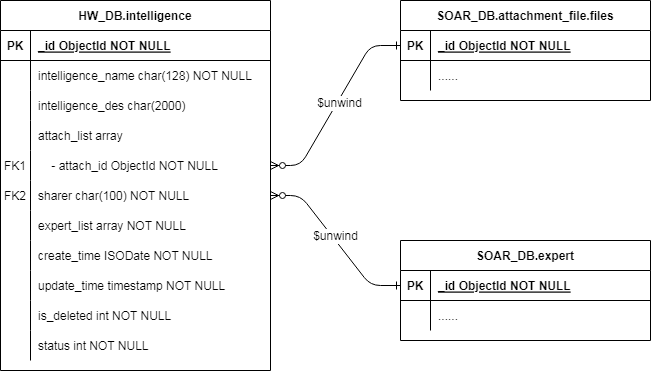 HW_DB.intelligence
PK _id ObjectId NOT NULL
intelligence_name char(128) NOT NULL
intelligence_des char(2000)
attach_list array
FK1 - attach_id ObjectId NOT NULL
FK2 sharer char(100) NOT NULL
expert_list array NOT NULL
create_time ISODate NOT NULL
update_time timestamp NOT NULL
is_deleted int NOT NULL
status int NOT NULL
$unwind
$unwind
SOAR_DB.attachment_file.files
PK _id ObjectId NOT NULL
......
SOAR_DB.expert
PK _id ObjectId NOT NULL
......